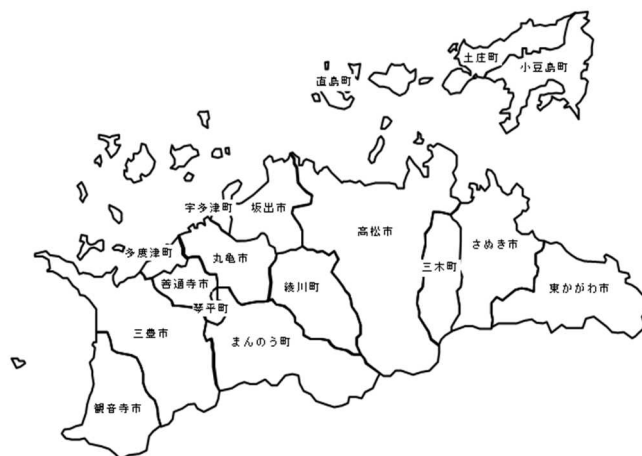 土庄町
小豆島町
直島町
宇多津町
坂出市
高松市
多度津町
丸亀市
さぬき市
三木町
善通寺市
綾川町
東かがわ市
琴平町
三豊市
まんのう町
観音寺市